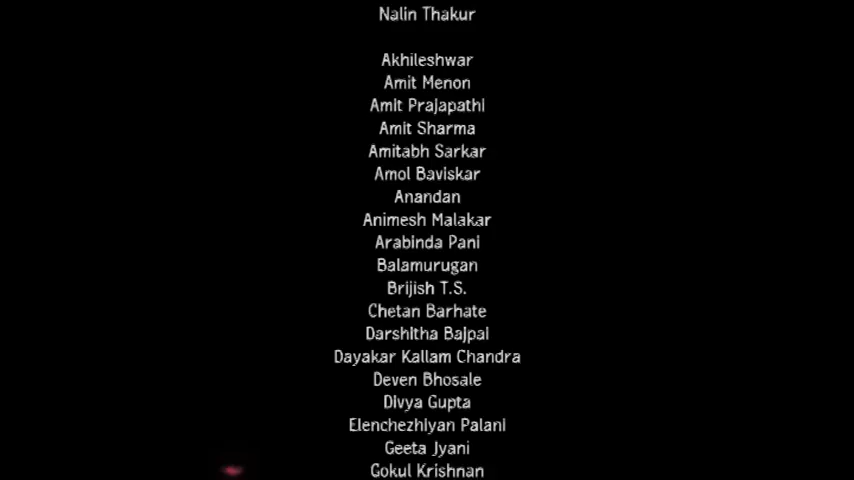 Nalin Thakur
Akhileshwar
Amit Menon
Amit Prajapathi
Amit Sharma
Amitabh Sarkar
Amol Baviskar
Anandan
Animesh Malakar
Arabinda Pani
Balamurugan
Brijish T.S.
Chetan Barhate
Darshitha Bajpai
Dayakar Kallam Chandra
Deven Bhosale
Divya Gupta
Elenchezhiyan Palani
Geeta Jyani
Gokul Krishnan